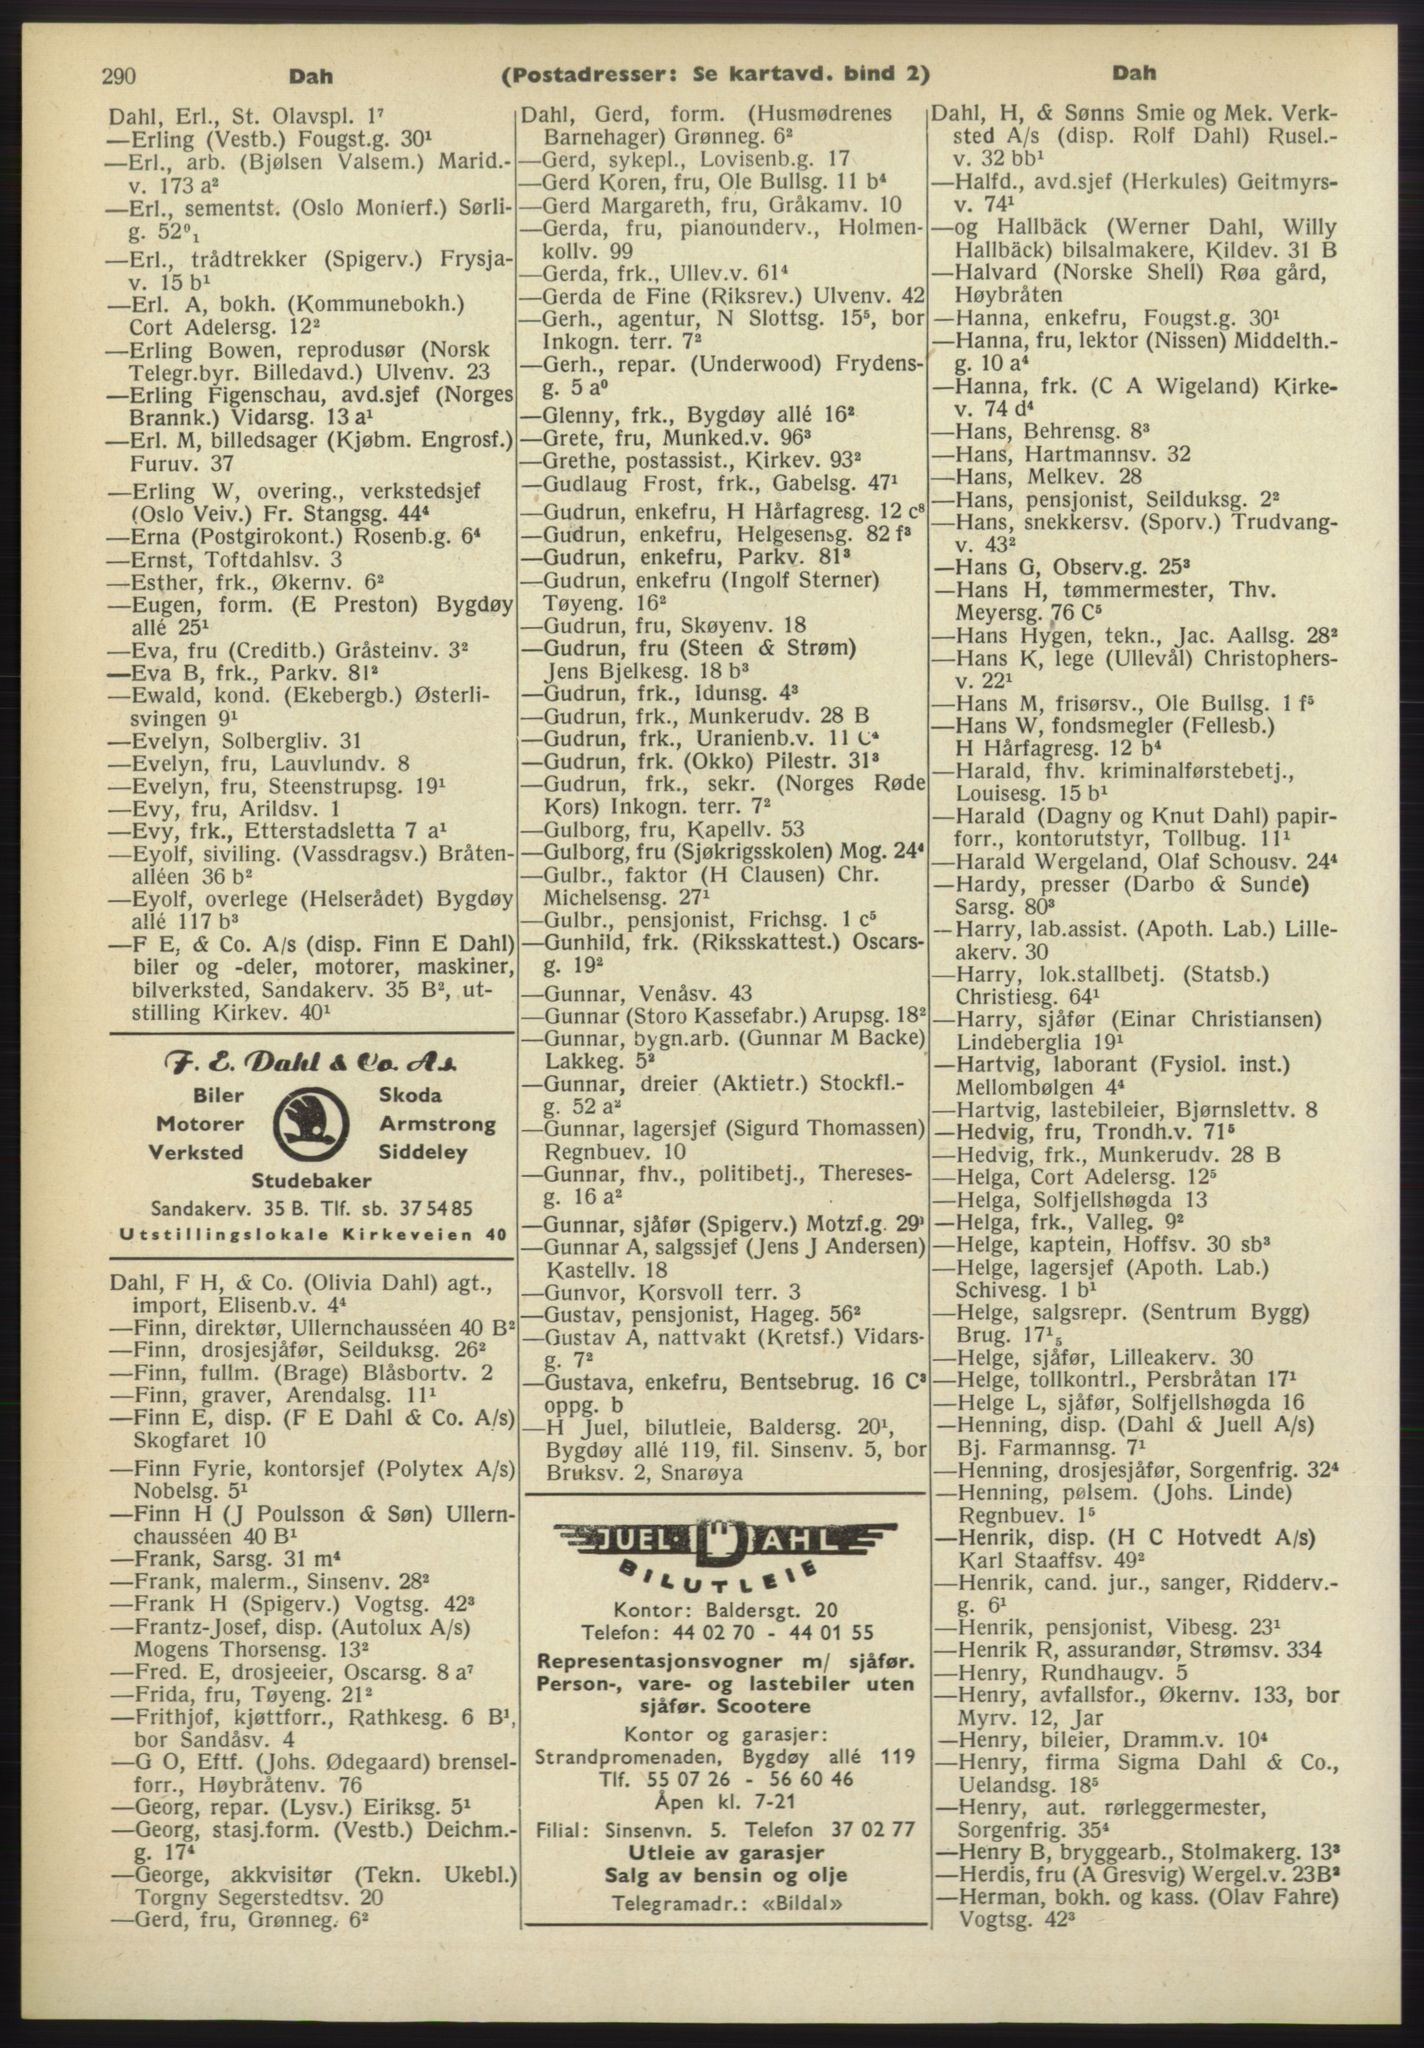 290
Dah
(Postadresser: Se kartavd. bind 2)
Dah
Dahl, Erl., St. Olavspl. 1⁷
—Erling (Vestb.) Fougst.g. 30¹
—Erl., arb. (Bjølsen Valsem.) Marid.-
v. 173 a²
—Erl., sementst. (Oslo Monierf.) Sørli-
g. 52⁰₁
—Erl., trådtrekker (Spigerv.) Frysja-
v. 15 b¹
—Erl. A, bokh. (Kommunebokh.)
Cort Adelersg. 12²
—Erling Bowen, reprodusør (Norsk
Telegr.byr. Billedavd.) Ulvenv. 23
—Erling Figenschau, avd.sjef (Norges
Brannk.) Vidarsg. 13 a¹
—Erl. M, billedsager (Kjøbm. Engrosf.)
Furuv. 37
—Erling W, overing., verkstedsjef
(Oslo Veiv.) Fr. Stangsg. 44⁴
—Erna (Postgirokont.) Rosenb.g. 6⁴
—Ernst, Toftdahlsv. 3
—Esther, frk., Økernv. 6²
—Eugen, form. (E Preston) Bygdøy
allé 25¹
—Eva, fru (Creditb.) Gråsteinv. 3²
—Eva B, frk., Parkv. 81²
—Ewald, kond. (Ekebergb.) Østerli-
svingen 9¹
—Evelyn, Solbergliv. 31
—Evelyn, fru, Lauvlundv. 8
—Evelyn, fru, Steenstrupsg. 19¹
—Evy, fru, Arildsv. 1
—Evy, frk., Etterstadsletta 7 a¹
—Eyolf, siviling. (Vassdragsv.) Bråten-
alléen 36 b²
—Eyolf, overlege (Helserådet) Bygdøy
allé 117 b³
—F E, & Co. A/s (disp. Finn E Dahl)
biler og -deler, motorer, maskiner,
bilverksted, Sandakerv. 35 B², ut-
stilling Kirkev. 40¹
F. E. Dahl & Co. A.s
Biler Skoda
Motorer Armstrong
Verksted Siddeley
Studebaker
Sandakerv. 35 B. Tlf. sb. 37 54 85
Utstillingslokale Kirkeveien 40
Dahl, F H, & Co. (Olivia Dahl) agt.,
import, Elisenb.v. 4⁴
—Finn, direktør, Ullernchausséen 40 B²
—Finn, drosjesjåfør, Seilduksg. 26²
—Finn, fullm. (Brage) Blåsbortv. 2
—Finn, graver, Arendalsg. 11¹
—Finn E, disp. (F E Dahl & Co. A/s)
Skogfaret 10
—Finn Fyrie, kontorsjef (Polytex A/s)
Nobelsg. 5¹
—Finn H (J Poulsson & Søn) Ullern-
chausséen 40 B¹
—Frank, Sarsg. 31 m⁴
—Frank, malerm., Sinsenv. 28²
—Frank H (Spigerv.) Vogtsg. 42³
—Frantz-Josef, disp. (Autolux A/s)
Mogens Thorsensg. 13²
—Fred. E, drosjeeier, Oscarsg. 8 a⁷
—Frida, fru, Tøyeng. 21²
—Frithjof, kjøttforr., Rathkesg. 6 B¹,
bor Sandåsv. 4
—G O, Eftf. (Johs. Ødegaard) brensel-
forr., Høybråtenv. 76
—Georg, repar. (Lysv.) Eiriksg. 5¹
—Georg, stasj.form. (Vestb.) Deichm.-
g. 17⁴
—George, akkvisitør (Tekn. Ukebl.)
Torgny Segerstedtsv. 20
—Gerd, fru, Grønneg. 6²
Dahl, Gerd, form. (Husmødrenes
Barnehager) Grønneg. 6²
—Gerd, sykepl., Lovisenb.g. 17
—Gerd Koren, fru, Ole Bullsg. 11 b⁴
—Gerd Margareth, fru, Gråkamv. 10
—Gerda, fru, pianounderv., Holmen-
kollv. 99
—Gerda, frk., Ullev.v. 61⁴
—Gerda de Fine (Riksrev.) Ulvenv. 42
—Gerh., agentur, N Slottsg. 15⁵, bor
Inkogn. terr. 7²
—Gerh., repar. (Underwood) Frydens-
g. 5 a⁰
—Glenny, frk., Bygdøy allé 16²
—Grete, fru, Munked.v. 96³
—Grethe, postassist., Kirkev. 93²
—Gudlaug Frost, frk., Gabelsg. 47¹
—Gudrun, enkefru, H Hårfagresg. 12 c⁸
—Gudrun, enkefru, Helgesensg. 82 f³
—Gudrun, enkefru, Parkv. 81³
—Gudrun, enkefru (Ingolf Sterner)
Tøyeng. 16²
—Gudrun, fru, Skøyenv. 18
—Gudrun, fru (Steen & Strøm)
Jens Bjelkesg. 18 b³
—Gudrun, frk., Idunsg. 4³
—Gudrun, frk., Munkerudv. 28 B
—Gudrun, frk., Uranienb.v. 11 C⁴
—Gudrun, frk. (Okko) Pilestr. 31³
—Gudrun, frk., sekr. (Norges Røde
Kors) Inkogn. terr. 7²
—Gulborg, fru, Kapellv. 53
—Gulborg, fru (Sjøkrigsskolen) Mog. 24⁴
—Gulbr., faktor (H Clausen) Chr.
Michelsensg. 27¹
—Gulbr., pensjonist, Frichsg. 1 c⁵
—Gunhild, frk. (Riksskattest.) Oscars-
g. 19²
—Gunnar, Venåsv. 43
—Gunnar (Storo Kassefabr.) Arupsg. 18²
—Gunnar, bygn.arb. (Gunnar M Backe)
Lakkeg. 5²
—Gunnar, dreier (Aktietr.) Stockfl.-
g. 52 a²
—Gunnar, lagersjef (Sigurd Thomassen)
Regnbuev. 10
—Gunnar, fhv., politibetj., Thereses-
g. 16 a²
—Gunnar, sjåfør (Spigerv.) Motzf.g. 29³
—Gunnar A, salgssjef (Jens J Andersen)
Kastellv. 18
—Gunvor, Korsvoll terr. 3
—Gustav, pensjonist, Hageg. 56²
—Gustav A, nattvakt (Kretsf.) Vidars-
g. 7²
—Gustava, enkefru, Bentsebrug. 16 C³
oppg. b
—H Juel, bilutleie, Baldersg. 20¹,
Bygdøy allé 119, fil. Sinsenv. 5, bor
Bruksv. 2, Snarøya
JUEL DAHL
BILUTLEIE
Kontor: Baldersgt. 20
Telefon: 44 02 70 - 44 01 55
Representasjonsvogner m/ sjåfør.
Person-, vare- og lastebiler uten
sjåfør. Scootere
Kontor og garasjer:
Strandpromenaden, Bygdøy allé 119
Tlf. 55 07 26 - 56 60 46
Åpen kl. 7-21
Filial: Sinsenvn. 5. Telefon 37 02 77
Utleie av garasjer
Salg av bensin og olje
Telegramadr.: «Bildal»
Dahl, H, & Sønns Smie og Mek. Verk-
sted A/s (disp. Rolf Dahl) Rusel.-
v. 32 bb¹
—Halfd., avd.sjef (Herkules) Geitmyrs-
v. 74¹
—og Hallbäck (Werner Dahl, Willy
Hallbäck) bilsalmakere, Kildev. 31 B
—Halvard (Norske Shell) Røa gård,
Høybråten
—Hanna, enkefru, Fougst.g. 30¹
—Hanna, fru, lektor (Nissen) Middelth.-
g. 10 a⁴
—Hanna, frk. (C A Wigeland) Kirke-
v. 74 d⁴
—Hans, Behrensg. 8³
—Hans, Hartmannsv. 32
—Hans, Melkev. 28
—Hans, pensjonist, Seilduksg. 2²
—Hans, snekkersv. (Sporv.) Trudvang-
v. 43²
—Hans G, Observ.g. 25³
—Hans H, tømmermester, Thv.
Meyersg. 76 C⁵
—Hans Hygen, tekn., Jac. Aallsg. 28²
—Hans K, lege (Ullevål) Christophers-
v. 22¹
—Hans M, frisørsv., Ole Bullsg. 1 f⁵
—Hans W, fondsmegler (Fellesb.)
H Hårfagresg. 12 b⁴
—Harald, fhv. kriminalførstebetj.,
Louisesg. 15 b¹
—Harald (Dagny og Knut Dahl) papir-
forr., kontorutstyr, Tollbug. 11¹
—Harald Wergeland, Olaf Schousv. 24⁴
—Hardy, presser (Darbo & Sunde)
Sarsg. 80³
—Harry, lab.assist. (Apoth. Lab.) Lille-
akerv. 30
—Harry, lok.stallbetj. (Statsb.)
Christiesg. 64¹
—Harry, sjåfør (Einar Christiansen)
Lindeberglia 19¹
—Hartvig, laborant (Fysiol. inst.)
Mellombølgen 4⁴
—Hartvig, lastebileier, Bjørnslettv. 8
—Hedvig, fru, Trondh.v. 71⁵
—Hedvig, frk., Munkerudv. 28 B
—Helga, Cort Adelersg. 12⁵
—Helga, Solfjellshøgda 13
—Helga, frk., Valleg. 9²
—Helge, kaptein, Hoffsv. 30 sb³
—Helge, lagersjef (Apoth. Lab.)
Schivesg. 1 b¹
—Helge, salgsrepr. (Sentrum Bygg)
Brug. 17¹₅
—Helge, sjåfør, Lilleakerv. 30
—Helge, tollkontrl., Persbråtan 17¹
—Helge L, sjåfør, Solfjellshøgda 16
—Henning, disp. (Dahl & Juell A/s)
Bj. Farmannsg. 7¹
—Henning, drosjesjåfør, Sorgenfrig. 32⁴
—Henning, pølsem. (Johs. Linde)
Regnbuev. 1⁵
—Henrik, disp. (H C Hotvedt A/s)
Karl Staaffsv. 49²
—Henrik, cand. jur., sanger, Ridderv.-
g. 6¹
—Henrik, pensjonist, Vibesg. 23¹
—Henrik R, assurandør, Strømsv. 334
—Henry, Rundhaugv. 5
—Henry, avfallsfor., Økernv. 133, bor
Myrv. 12, Jar
—Henry, bileier, Dramm.v. 10⁴
—Henry, firma Sigma Dahl & Co.,
Uelandsg. 18⁵
—Henry, aut. rørleggermester,
Sorgenfrig. 35⁴
—Henry B, bryggearb., Stolmakerg. 13³
—Herdis, fru (A Gresvig) Wergel.v. 23B²
—Herman, bokh. og kass. (Olav Fahre)
Vogtsg. 42³